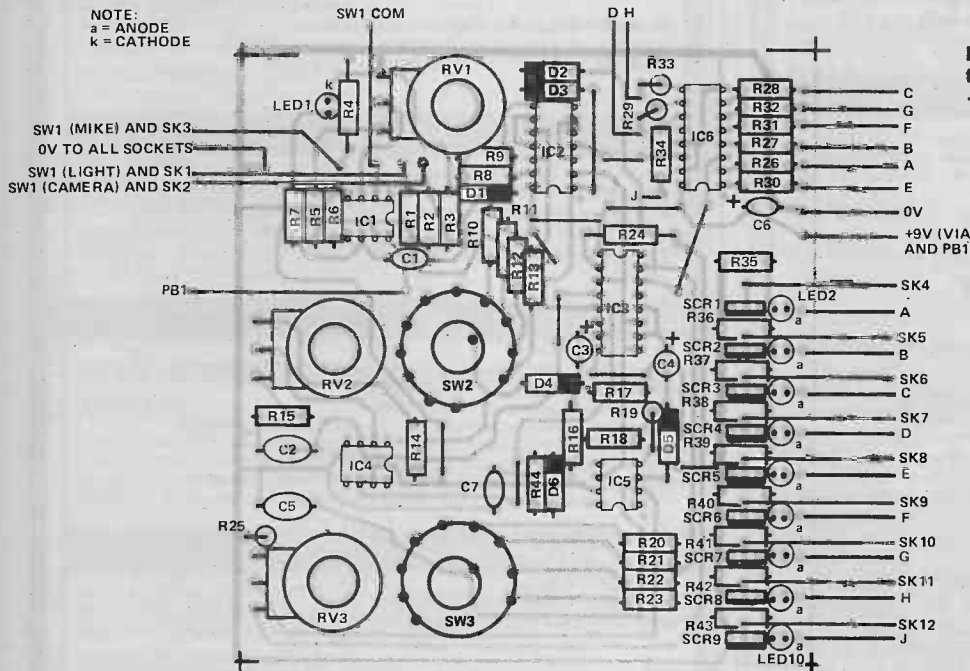 NOTE:
a = ANODE
k = CATHODE
SW1 COM
D H
k
LED1
R4
RV1
D2
D3
R33
R29
IC2
IC6
R34
R28
R32
R31
R27
R26
R30
C
G
F
B
A
E
SW1 (MIKE) AND SK3
0V TO ALL SOCKETS
SW1 (LIGHT) AND SK1
SW1 (CAMERA) AND SK2
R9
R8
D1
R7
R5
R6
IC1
R1
R2
R3
C1
R10
R11
R12
R13
J
R24
IC3
+
C6
0V
+9V (VIA
AND PB1
R35
PB1
SK4
LED2
SCR1
R36
a
A
SK5
SCR2
R37
a
B
SK6
SCR3
R38
a
C
SK7
SCR4
R39
a
D
SK8
SCR5
a
E
R40
SK9
SCR6
a
F
R41
SK10
SCR7
a
G
R42
SK11
SCR8
a
H
R43
SK12
SCR9
a
J
LED10
RV2
SW2
+
C3
+
C4
D4
R17
R19
D5
R15
C2
IC4
R14
R16
R18
IC5
C7
R44
D6
C5
R25
RV3
SW3
R20
R21
R22
R23